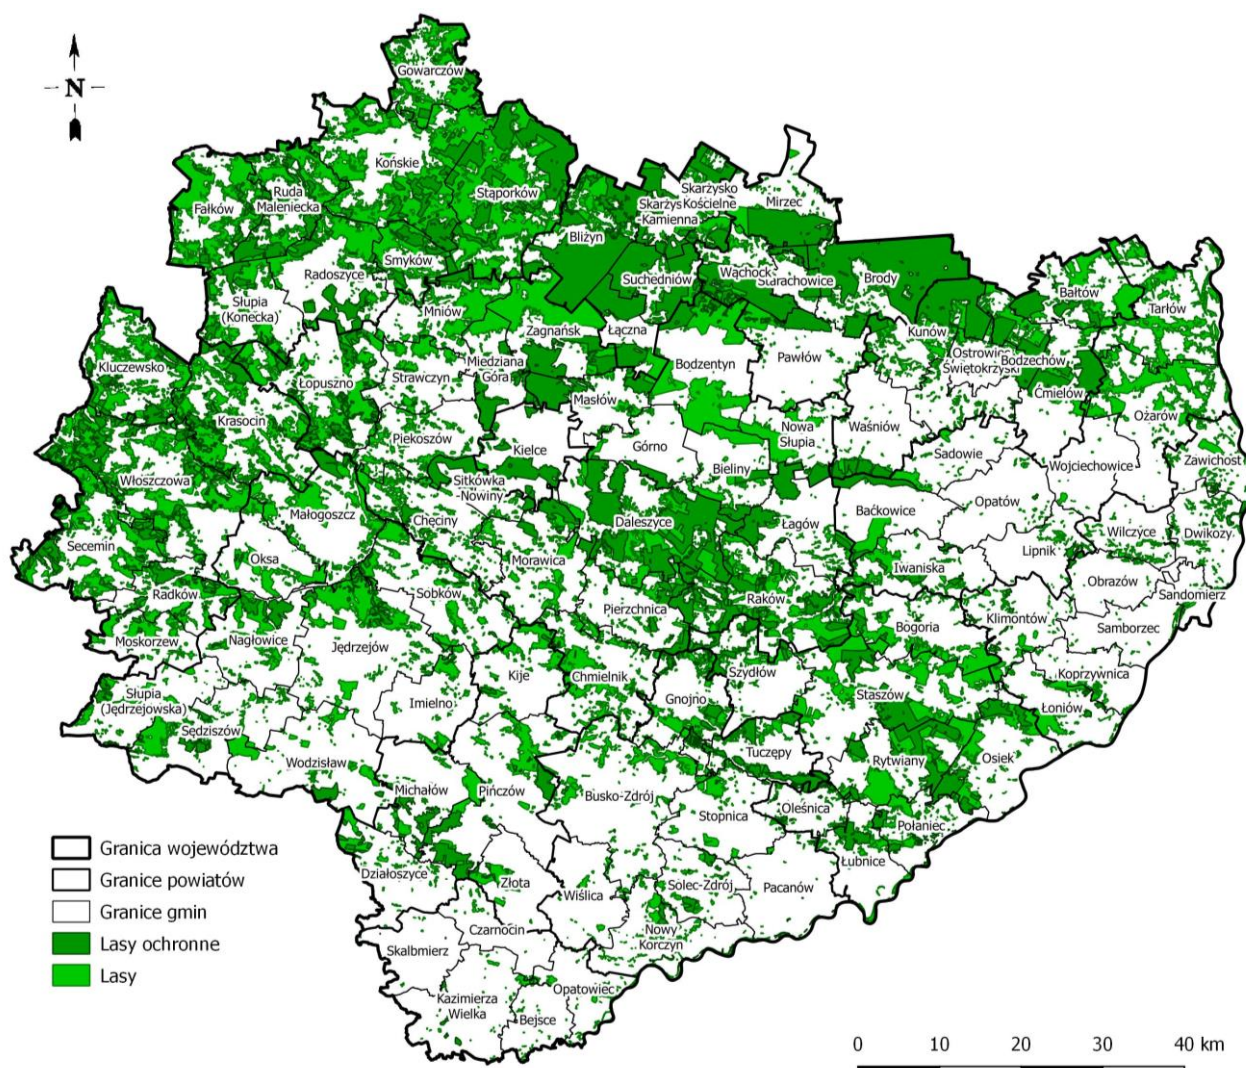 N
Gowarczów
Końskie
Stąporków
Ruda
Maleniecka
Fałków
Skarżysko
Kościelne
Skarżys
-Kamienna
Mirzec
Bliżyn
Smyków
Radoszyce
Suchedniów
Wąchock
Starachowice
Brody
Bałtów
Tarłów
Słupia
(Konecka)
Mniów
Zagnańsk
Łączna
Kunów
Kluczewsko
Łopuszno
Strawczyn
Miedziana
Góra
Bodzentyn
Pawłów
Ostrowiec
Świętokrzyski
Bodzechów
Ćmielów
Masłów
Ożarów
Krasocin
Piekoszów
Kielce
Górno
Nowa
Słupia
Waśniów
Sadowie
Wojciechowice
Zawichost
Włoszczowa
Sitkówka
-Nowiny
Bieliny
Małogoszcz
Chęciny
Daleszyce
Łagów
Baćkowice
Opatów
Wilczyce
Dwikozy
Secemin
Oksa
Morawica
Lipnik
Iwaniska
Obrazów
Sandomierz
Radków
Sobków
Pierzchnica
Raków
Moskorzew
Nagłowice
Jędrzejów
Bogoria
Klimontów
Samborzec
Słupia
(Jędrzejowska)
Kije
Chmielnik
Gnojno
Szydłów
Staszów
Koprzywnica
Imielno
Łoniów
Sędziszów
Wodzisław
Tuczępy
Rytwiany
Osiek
Michałów
Pińczów
Busko-Zdrój
Stopnica
Oleśnica
Połaniec
Działoszyce
Złota
Wiślica
Solec-Zdrój
Pacanów
Łubnice
Czarnocin
Nowy
Korczyn
Skalbmierz
Kazimierza
Wielka
Opatowiec
Bejsce
Granica województwa
Granice powiatów
Granice gmin
Lasy ochronne
Lasy
0 10 20 30 40 km